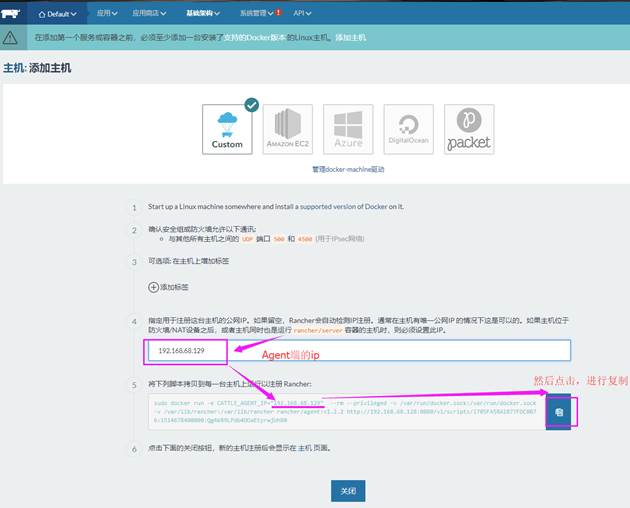 Default 应用 应用商店 基础架构 系统管理 API
在添加第一个服务或容器之前，必须至少添加一台安装了支持的Docker版本 的Linux主机。添加主机
主机: 添加主机
Custom
AMAZON EC2
Azure
DigitalOcean
packet
管理docker-machine驱动
1 Start up a Linux machine somewhere and install a supported version of Docker on it.
2 确认安全组或防火墙允许以下通讯:
• 与其他所有主机之间的 UDP 端口 500 和 4500 (用于IPsec网络)
3 可选项: 在主机上增加标签
添加标签
4 指定用于注册这台主机的公网IP。如果留空，Rancher会自动检测IP注册。通常在主机有唯一公网IP 的情况下这是可以的。如果主机位于
防火墙/NAT设备之后，或者主机同时也是运行 rancher/server 容器的主机时，则必须设置此IP。
192.168.68.129
Agent端的ip
5 将下列脚本拷贝到每一台主机上运行以注册 Rancher:
然后点击，进行复制
sudo docker run -e CATTLE_AGENT_IP="192.168.68.129" --rm --privileged -v /var/run/docker.sock:/var/run/docker.sock
-v /var/lib/rancher:/var/lib/rancher rancher/agent:v1.2.2 http://192.168.68.128:8080/v1/scripts/
6 点击下面的关闭按钮，新的主机注册后会显示在 主机 页面。
关闭